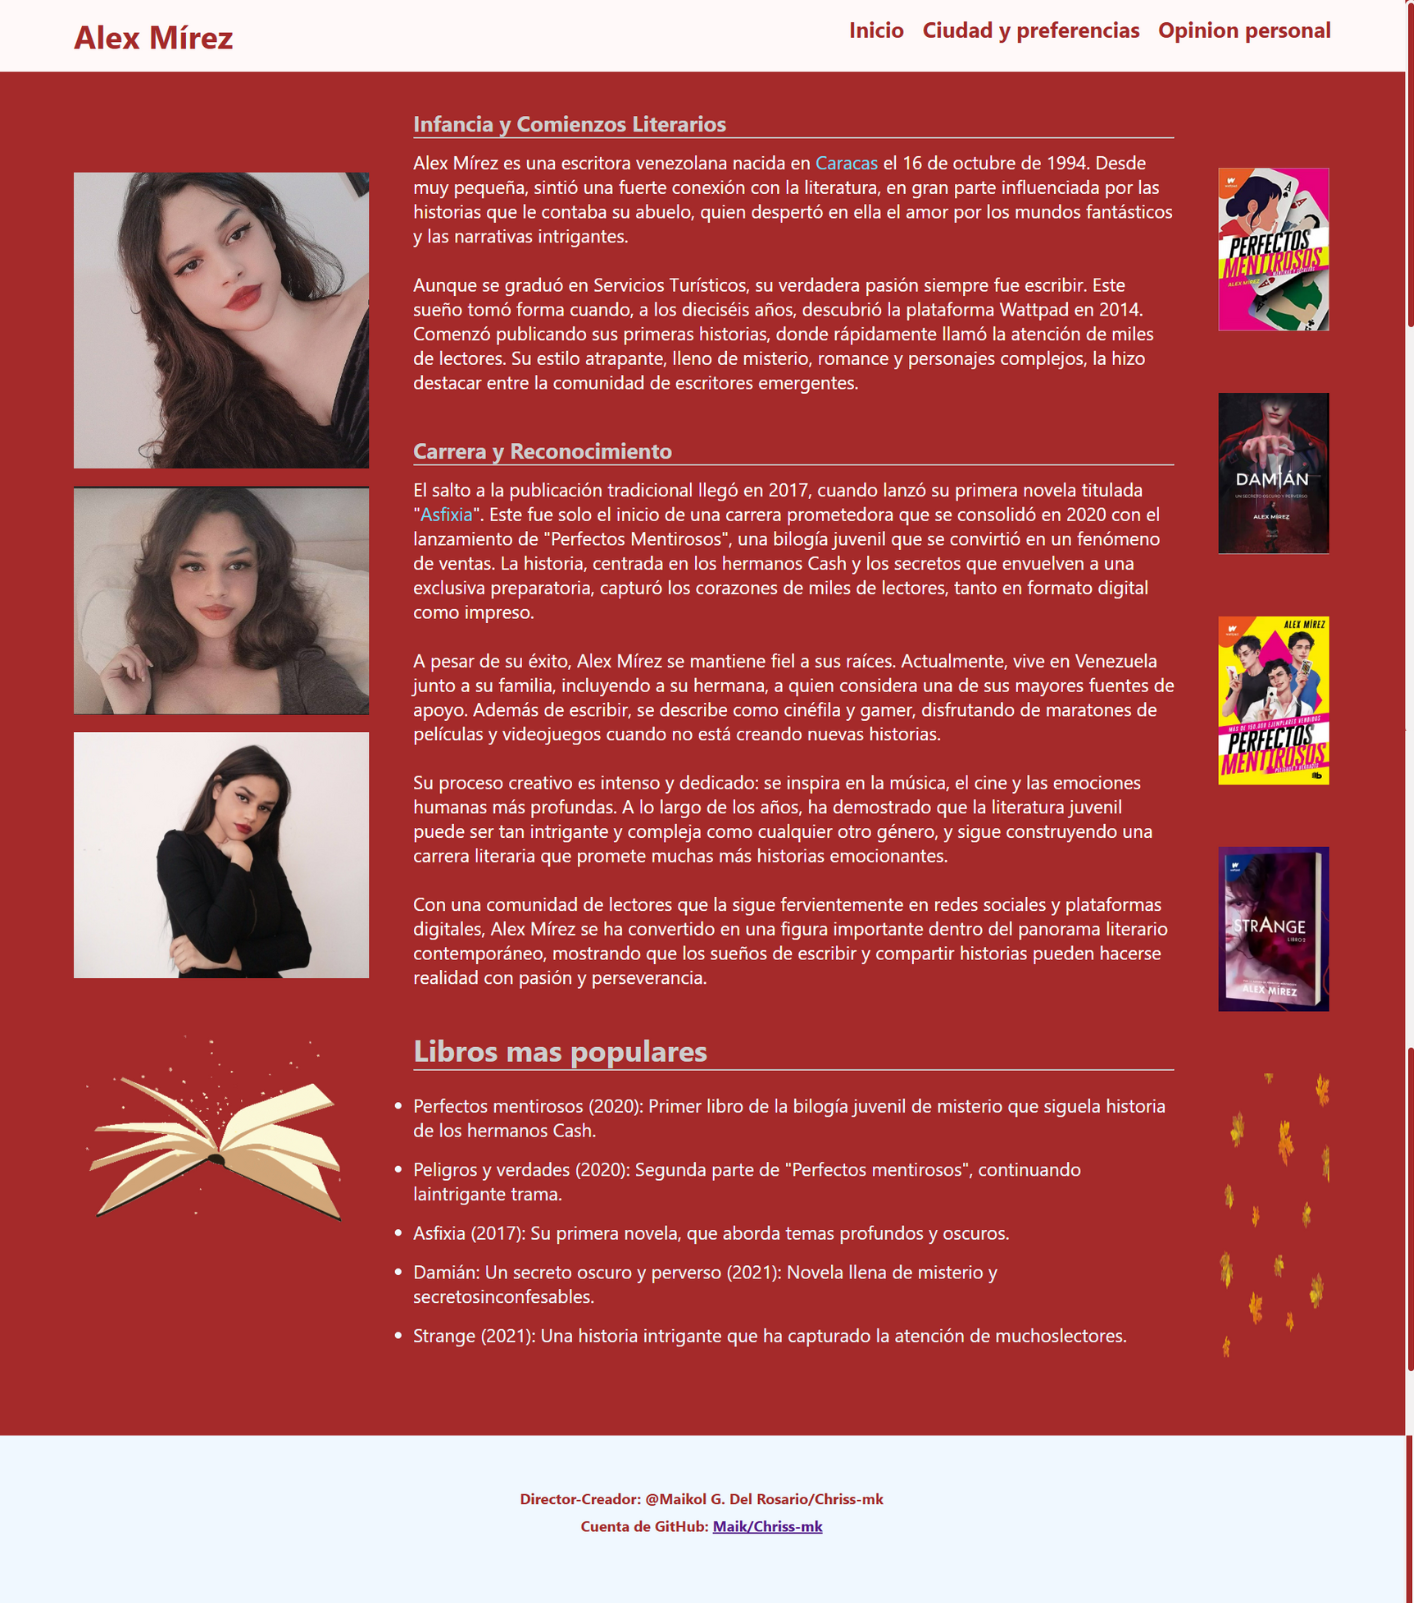 Alex Mírez
Inicio Ciudad y preferencias Opinion personal
Infancia y Comienzos Literarios
Alex Mírez es una escritora venezolana nacida en Caracas el 16 de octubre de 1994. Desde
muy pequeña, sintió una fuerte conexión con la literatura, en gran parte influenciada por las
historias que le contaba su abuelo, quien despertó en ella el amor por los mundos fantásticos
y las narrativas intrigantes.
Aunque se graduó en Servicios Turísticos, su verdadera pasión siempre fue escribir. Este
sueño tomó forma cuando, a los dieciséis años, descubrió la plataforma Wattpad en 2014.
Comenzó publicando sus primeras historias, donde rápidamente llamó la atención de miles
de lectores. Su estilo atrapante, lleno de misterio, romance y personajes complejos, la hizo
destacar entre la comunidad de escritores emergentes.
Carrera y Reconocimiento
El salto a la publicación tradicional llegó en 2017, cuando lanzó su primera novela titulada
"Asfixia". Este fue solo el inicio de una carrera prometedora que se consolidó en 2020 con el
lanzamiento de "Perfectos Mentirosos", una bilogía juvenil que se convirtió en un fenómeno
de ventas. La historia, centrada en los hermanos Cash y los secretos que envuelven a una
exclusiva preparatoria, capturó los corazones de miles de lectores, tanto en formato digital
como impreso.
A pesar de su éxito, Alex Mírez se mantiene fiel a sus raíces. Actualmente, vive en Venezuela
junto a su familia, incluyendo a su hermana, a quien considera una de sus mayores fuentes de
apoyo. Además de escribir, se describe como cinéfila y gamer, disfrutando de maratones de
películas y videojuegos cuando no está creando nuevas historias.
Su proceso creativo es intenso y dedicado: se inspira en la música, el cine y las emociones
humanas más profundas. A lo largo de los años, ha demostrado que la literatura juvenil
puede ser tan intrigante y compleja como cualquier otro género, y sigue construyendo una
carrera literaria que promete muchas más historias emocionantes.
Con una comunidad de lectores que la sigue fervientemente en redes sociales y plataformas
digitales, Alex Mírez se ha convertido en una figura importante dentro del panorama literario
contemporáneo, mostrando que los sueños de escribir y compartir historias pueden hacerse
realidad con pasión y perseverancia.
Libros mas populares
• Perfectos mentirosos (2020): Primer libro de la bilogía juvenil de misterio que siguela historia
de los hermanos Cash.
• Peligros y verdades (2020): Segunda parte de "Perfectos mentirosos", continuando
laintrigante trama.
• Asfixia (2017): Su primera novela, que aborda temas profundos y oscuros.
• Damián: Un secreto oscuro y perverso (2021): Novela llena de misterio y
secretosinconfesables.
• Strange (2021): Una historia intrigante que ha capturado la atención de muchoslectores.
PERFECTOS
MENTIROSOS
ALEX MÍREZ
DAMIÁN
UN SECRETO OSCURO Y PERVERSO
ALEX MÍREZ
ALEX MÍREZ
MÁS DE 100.000 EJEMPLARES VENDIDOS
PERFECTOS
MENTIROSOS
STRANGE
LIBRO 2
ALEX MÍREZ
Director-Creador: @Maikol G. Del Rosario/Chriss-mk
Cuenta de GitHub: Maik/Chriss-mk